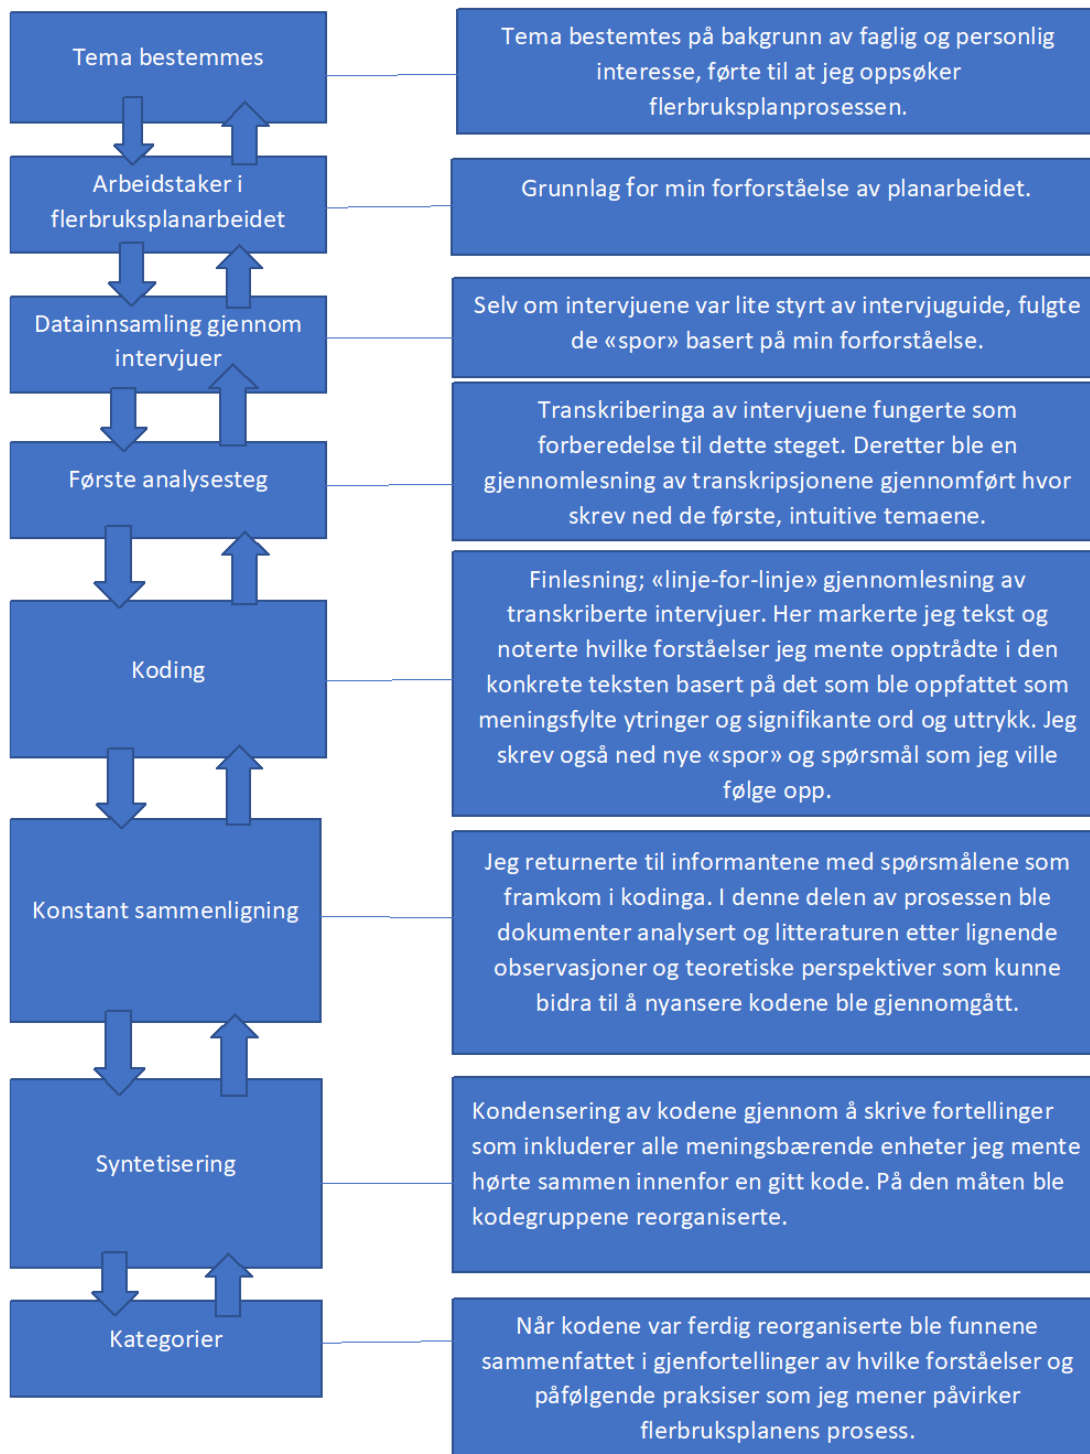 Tema bestemmes
Tema bestemtes på bakgrunn av faglig og personlig
interesse, førte til at jeg oppsøker
flerbruksplanprosessen.
Arbeidstaker i
flerbruksplanarbeidet
Grunnlag for min forforståelse av planarbeidet.
Datainnsamling gjennom
intervjuer
Selv om intervjuene var lite styrt av intervjuguide, fulgte
de «spor» basert på min forforståelse.
Første analysesteg
Transkriberinga av intervjuene fungerte som
forberedelse til dette steget. Deretter ble en
gjennomlesning av transkripsjonene gjennomført hvor
skrev ned de første, intuitive temaene.
Koding
Finlesning; «linje-for-linje» gjennomlesning av
transkriberte intervjuer. Her markerte jeg tekst og
noterte hvilke forståelser jeg mente opptrådte i den
konkrete teksten basert på det som ble oppfattet som
meningsfylte ytringer og signifikante ord og uttrykk. Jeg
skrev også ned nye «spor» og spørsmål som jeg ville
følge opp.
Konstant sammenligning
Jeg returnerte til informantene med spørsmålene som
framkom i kodinga. I denne delen av prosessen ble
dokumenter analysert og litteraturen etter lignende
observasjoner og teoretiske perspektiver som kunne
bidra til å nyansere kodene ble gjennomgått.
Syntetisering
Kondensering av kodene gjennom å skrive fortellinger
som inkluderer alle meningsbærende enheter jeg mente
hørte sammen innenfor en gitt kode. På den måten ble
kodegruppene reorganiserte.
Kategorier
Når kodene var ferdig reorganiserte ble funnene
sammenfattet i gjenfortellinger av hvilke forståelser og
påfølgende praksiser som jeg mener påvirker
flerbruksplanens prosess.